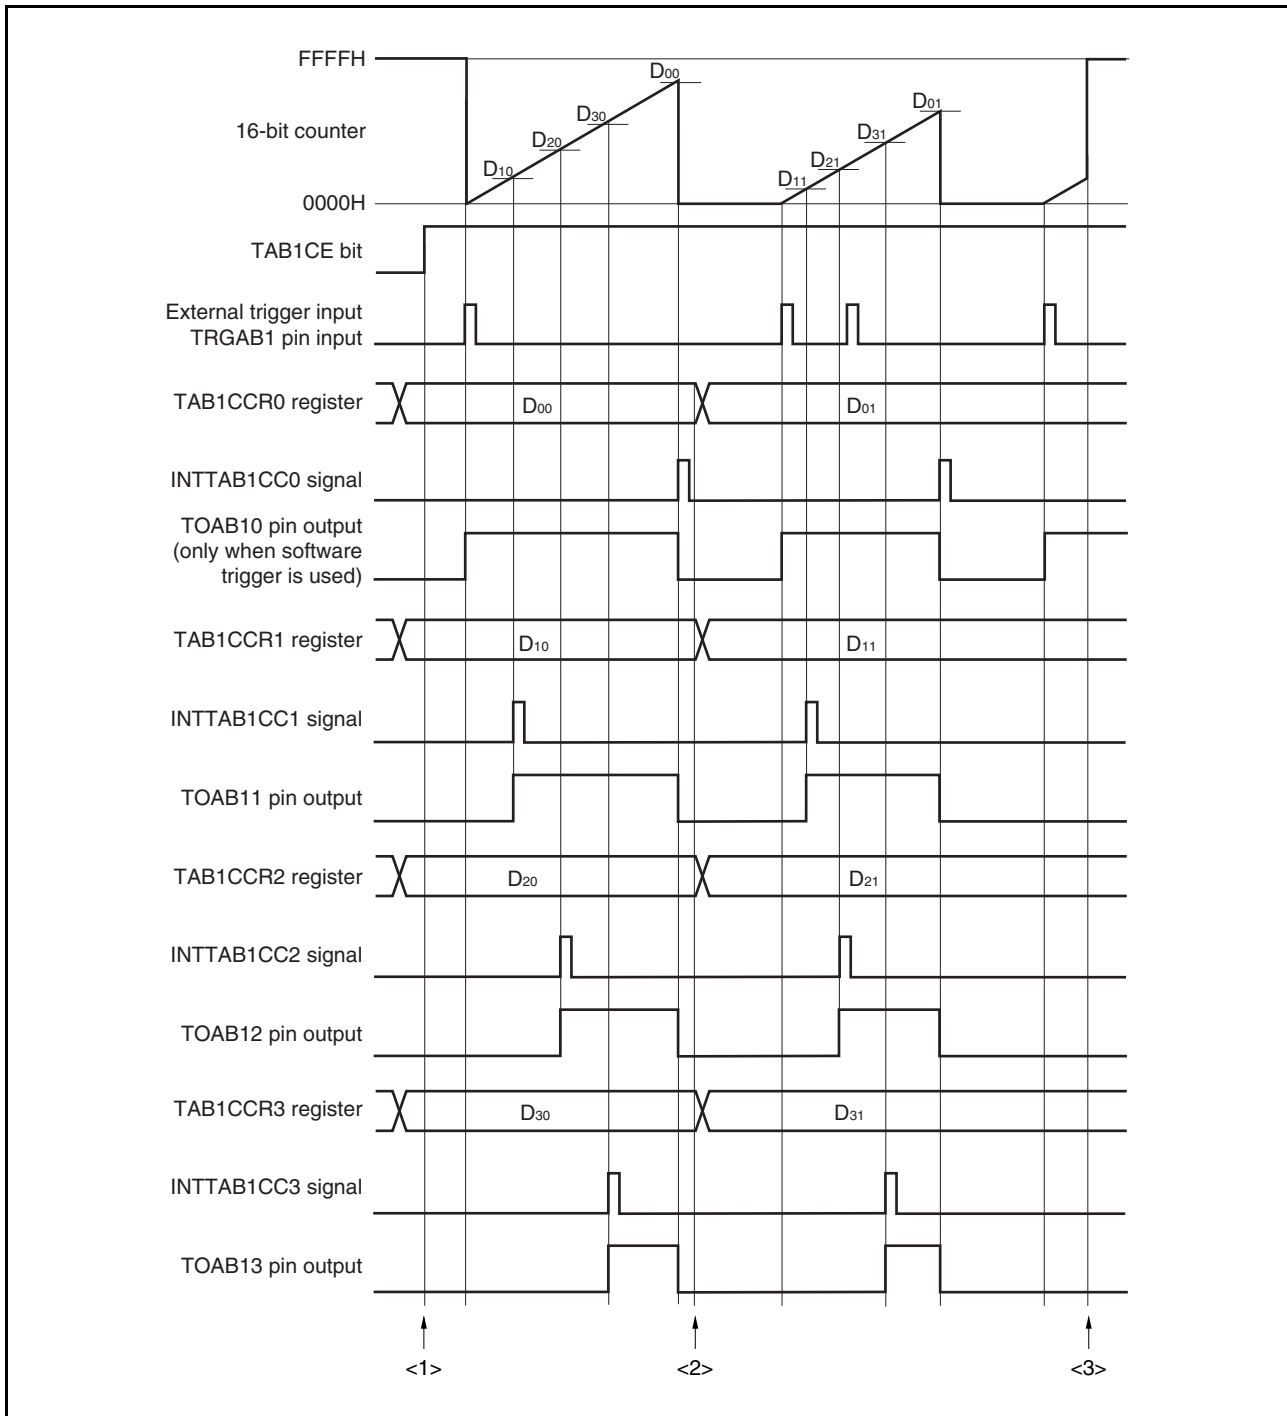 FFFFH
D00
D30
D20
D10
D01
D31
D21
D11
16-bit counter
0000H
TAB1CE bit
External trigger input
TRGAB1 pin input
TAB1CCR0 register
D00
D01
INTTAB1CC0 signal
TOAB10 pin output
(only when software
trigger is used)
TAB1CCR1 register
D10
D11
INTTAB1CC1 signal
TOAB11 pin output
TAB1CCR2 register
D20
D21
INTTAB1CC2 signal
TOAB12 pin output
TAB1CCR3 register
D30
D31
INTTAB1CC3 signal
TOAB13 pin output
<1>
<2>
<3>